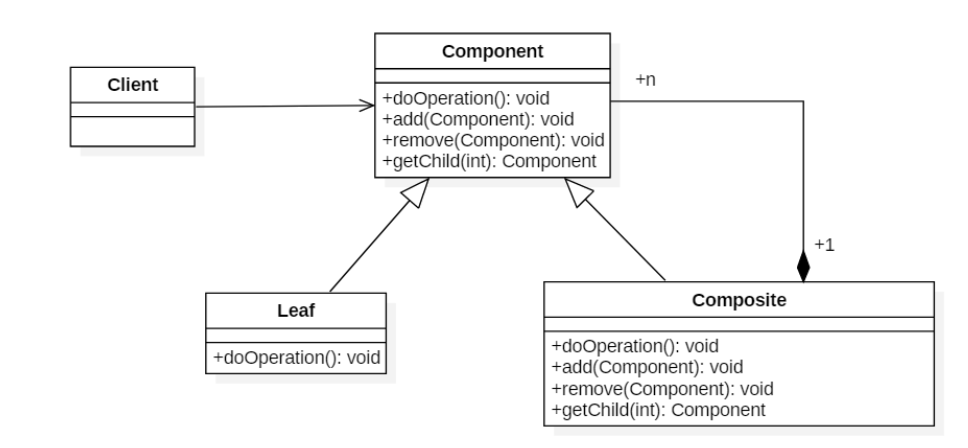 Component
+doOperation(): void
+add(Component): void
+remove(Component): void
+getChild(int): Component
Client
+n
+1
Leaf
+doOperation(): void
Composite
+doOperation(): void
+add(Component): void
+remove(Component): void
+getChild(int): Component